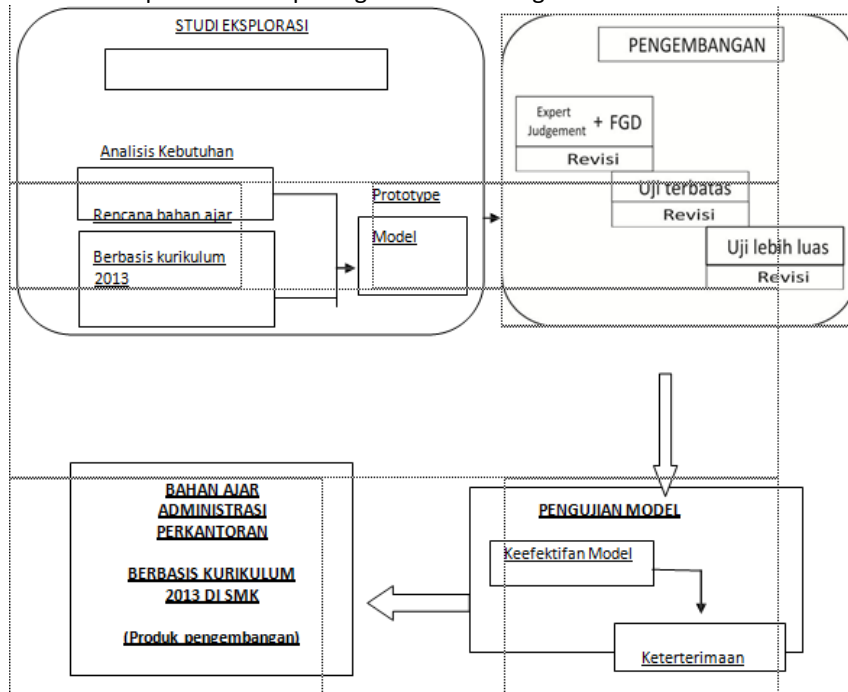 STUDI EKSPLORASI
Analisis Kebutuhan
Rencana bahan ajar
Berbasis kurikulum
2013
Prototype
Model
PENGEMBANGAN
Expert
Judgement + FGD
Revisi
Uji terbatas
Revisi
Uji lebih luas
Revisi
BAHAN AJAR
ADMINISTRASI
PERKANTORAN
BERBASIS KURIKULUM
2013 DI SMK
(Produk pengembangan)
PENGUJIAN MODEL
Keefektifan Model
Keterterimaan